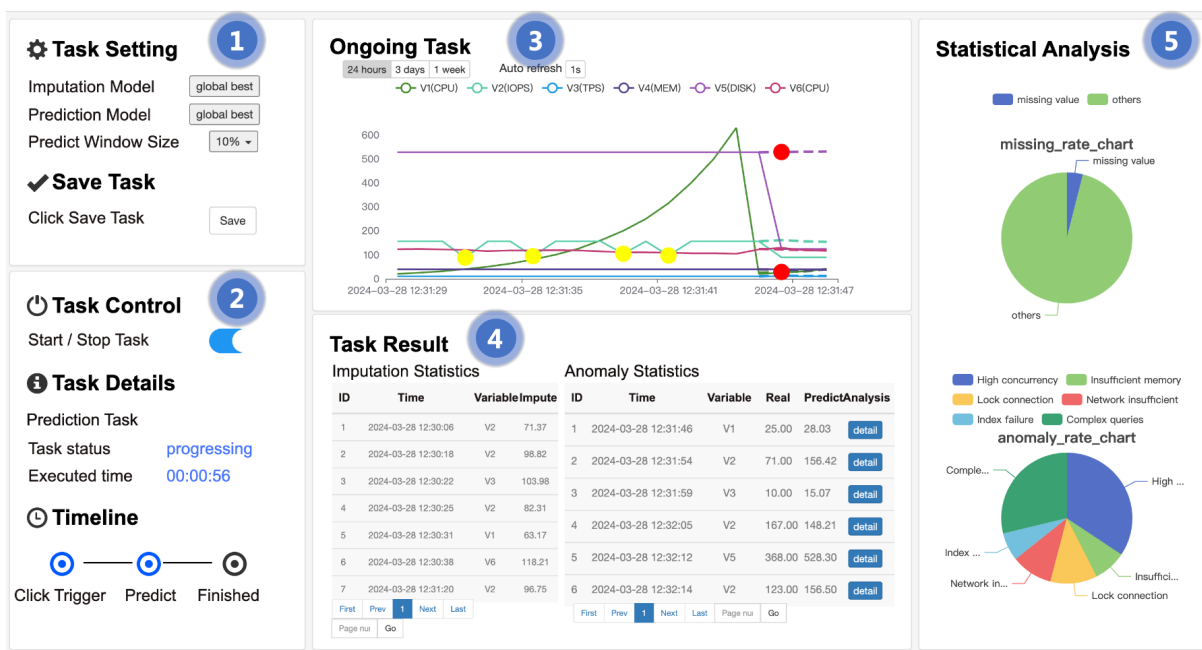 Task Setting
1
Imputation Model global best
Prediction Model global best
Predict Window Size 10%
Save Task
Click Save Task Save
Task Control
2
Start / Stop Task
Task Details
Prediction Task
Task status progressing
Executed time 00:00:56
Timeline
Click Trigger Predict Finished
Ongoing Task
3
24 hours 3 days 1 week Auto refresh 1s
V1(CPU) V2(IOPS) V3(TPS) V4(MEM) V5(DISK) V6(CPU)
600
500
400
300
200
100
0
2024–03–28 12:31:29 2024–03–28 12:31:35 2024–03–28 12:31:41 2024–03–28 12:31:47
Task Result
4
Imputation Statistics
ID Time Variable Impute
1 2024-03-28 12:30:06 V2 71.37
2 2024-03-28 12:30:18 V2 98.82
3 2024-03-28 12:30:22 V3 103.98
4 2024-03-28 12:30:25 V2 82.31
5 2024-03-28 12:30:31 V1 63.17
6 2024-03-28 12:30:38 V6 118.21
7 2024-03-28 12:31:20 V2 96.75
First Prev 1 Next Last
Page nui Go
Anomaly Statistics
ID Time Variable Real Predict Analysis
1 2024-03-28 12:31:46 V1 25.00 28.03 detail
2 2024-03-28 12:31:54 V2 71.00 156.42 detail
3 2024-03-28 12:31:59 V3 10.00 15.07 detail
4 2024-03-28 12:32:05 V2 167.00 148.21 detail
5 2024-03-28 12:32:12 V5 368.00 528.30 detail
6 2024-03-28 12:32:14 V2 123.00 156.50 detail
First Prev 1 Next Last Page nui Go
Statistical Analysis
5
missing value others
missing_rate_chart
missing value
others
High concurrency Insufficient memory
Lock connection Network insufficient
Index failure Complex queries
anomaly_rate_chart
Comple...
High ...
Index ...
Insuffici...
Network in...
Lock connection